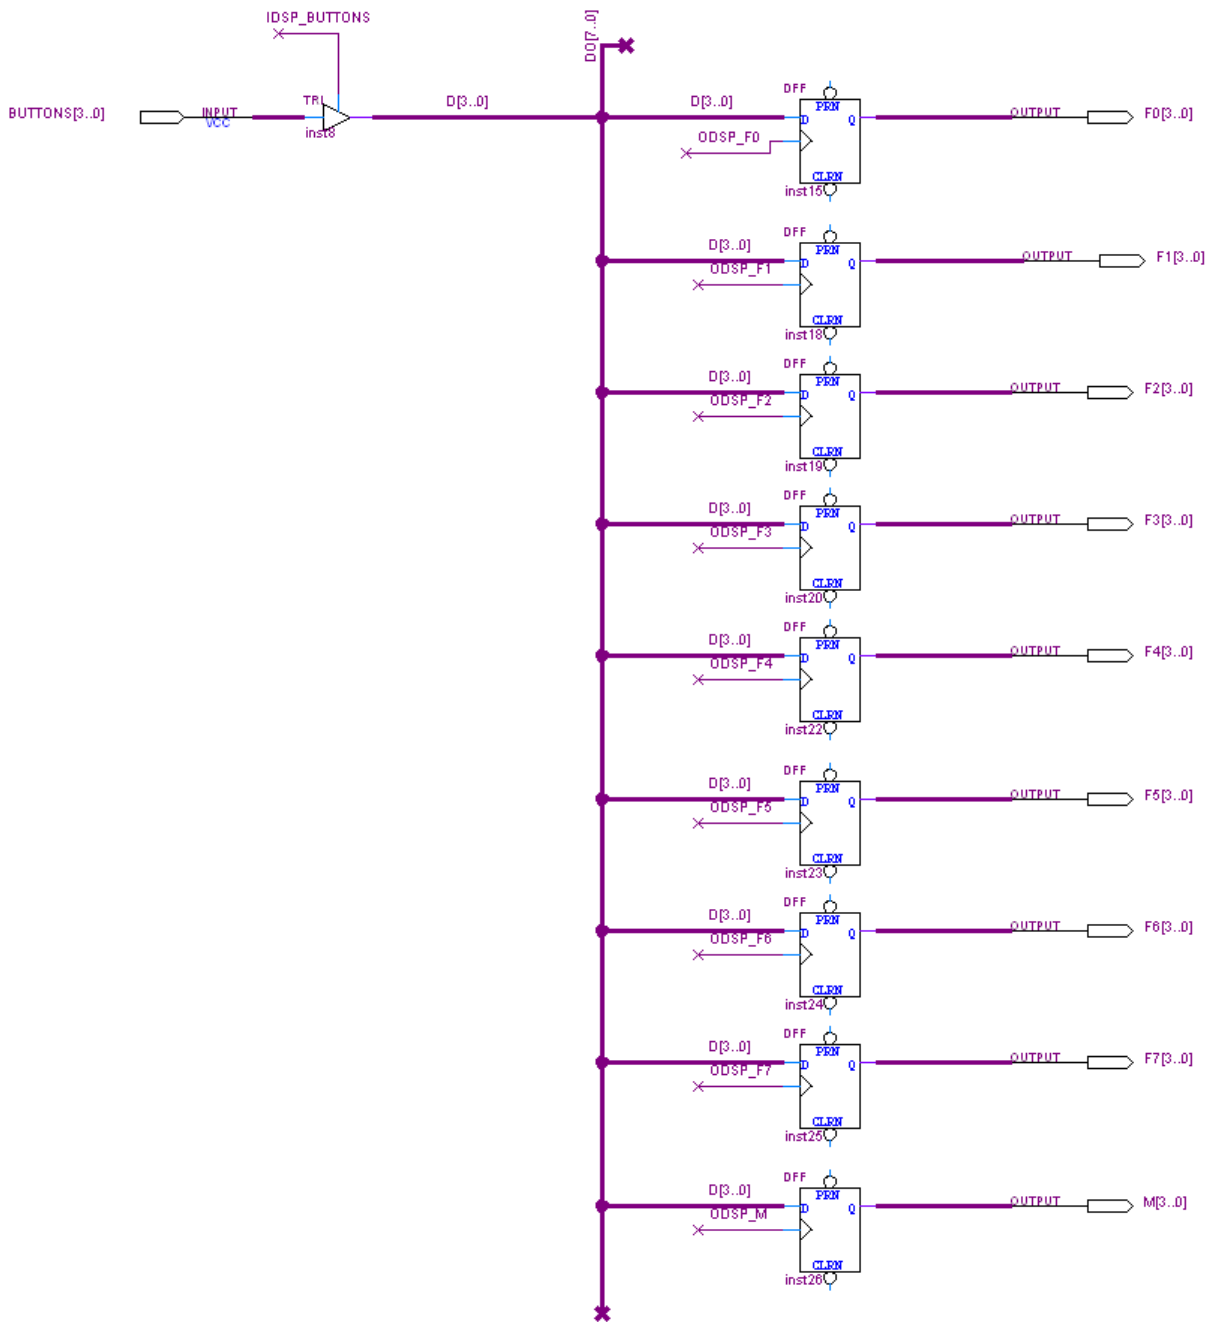 IDSP_BUTTONS
DO[7..0]
BUTTONS[3..0]
INPUT
VCC
TRI
inst8
D[3..0]
D[3..0]
ODSP_F0
DFF
PRN
D
Q
CLRN
inst15
OUTPUT
F0[3..0]
D[3..0]
ODSP_F1
DFF
PRN
D
Q
CLRN
inst18
OUTPUT
F1[3..0]
D[3..0]
ODSP_F2
DFF
PRN
D
Q
CLRN
inst19
OUTPUT
F2[3..0]
D[3..0]
ODSP_F3
DFF
PRN
D
Q
CLRN
inst20
OUTPUT
F3[3..0]
D[3..0]
ODSP_F4
DFF
PRN
D
Q
CLRN
inst22
OUTPUT
F4[3..0]
D[3..0]
ODSP_F5
DFF
PRN
D
Q
CLRN
inst23
OUTPUT
F5[3..0]
D[3..0]
ODSP_F6
DFF
PRN
D
Q
CLRN
inst24
OUTPUT
F6[3..0]
D[3..0]
ODSP_F7
DFF
PRN
D
Q
CLRN
inst25
OUTPUT
F7[3..0]
D[3..0]
ODSP_M
DFF
PRN
D
Q
CLRN
inst26
OUTPUT
M[3..0]